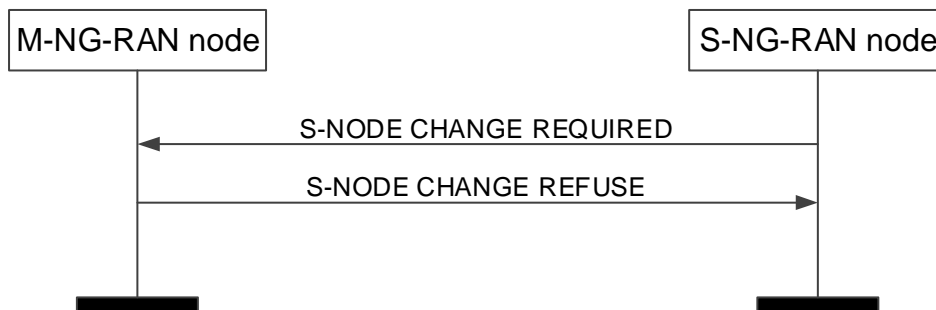 M-NG-RAN node
S-NG-RAN node
S-NODE CHANGE REQUIRED
S-NODE CHANGE REFUSE